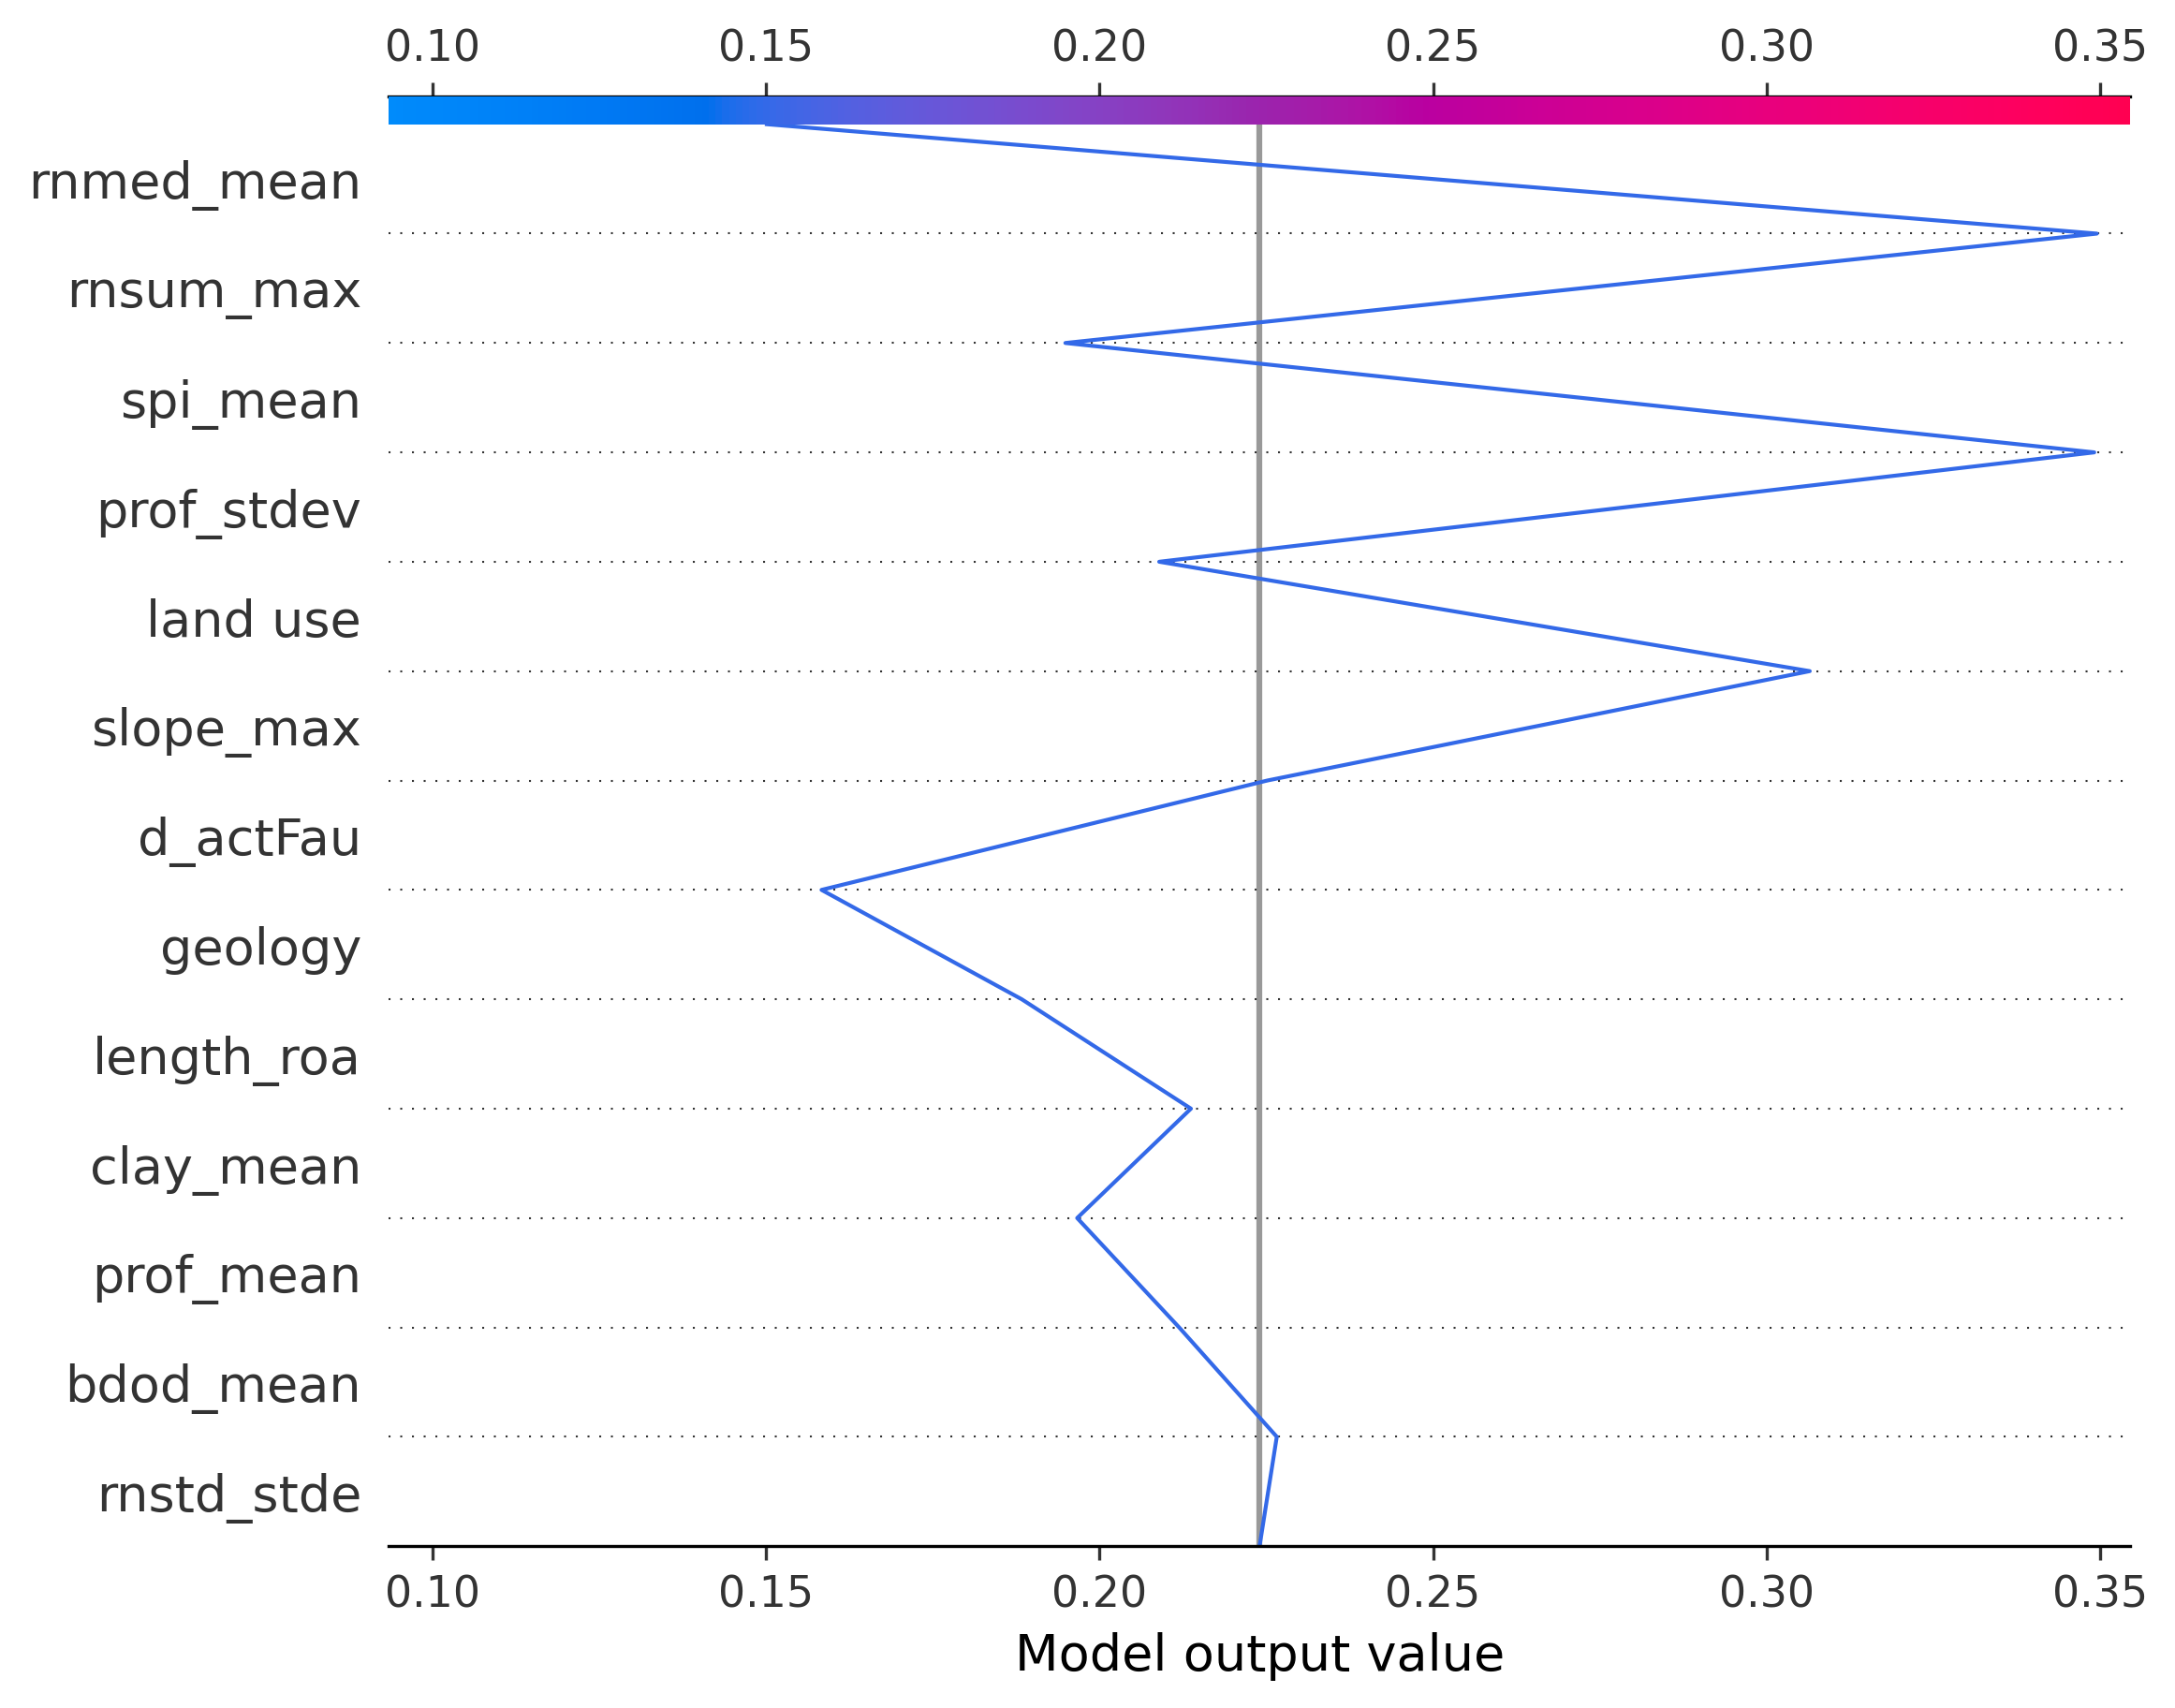 0.10 0.15 0.20 0.25 0.30 0.35
rnmed_mean
rnsum_max
spi_mean
prof_stdev
land use
slope_max
d_actFau
geology
length_roa
clay_mean
prof_mean
bdod_mean
rnstd_stde
0.10 0.15 0.20 0.25 0.30 0.35
Model output value